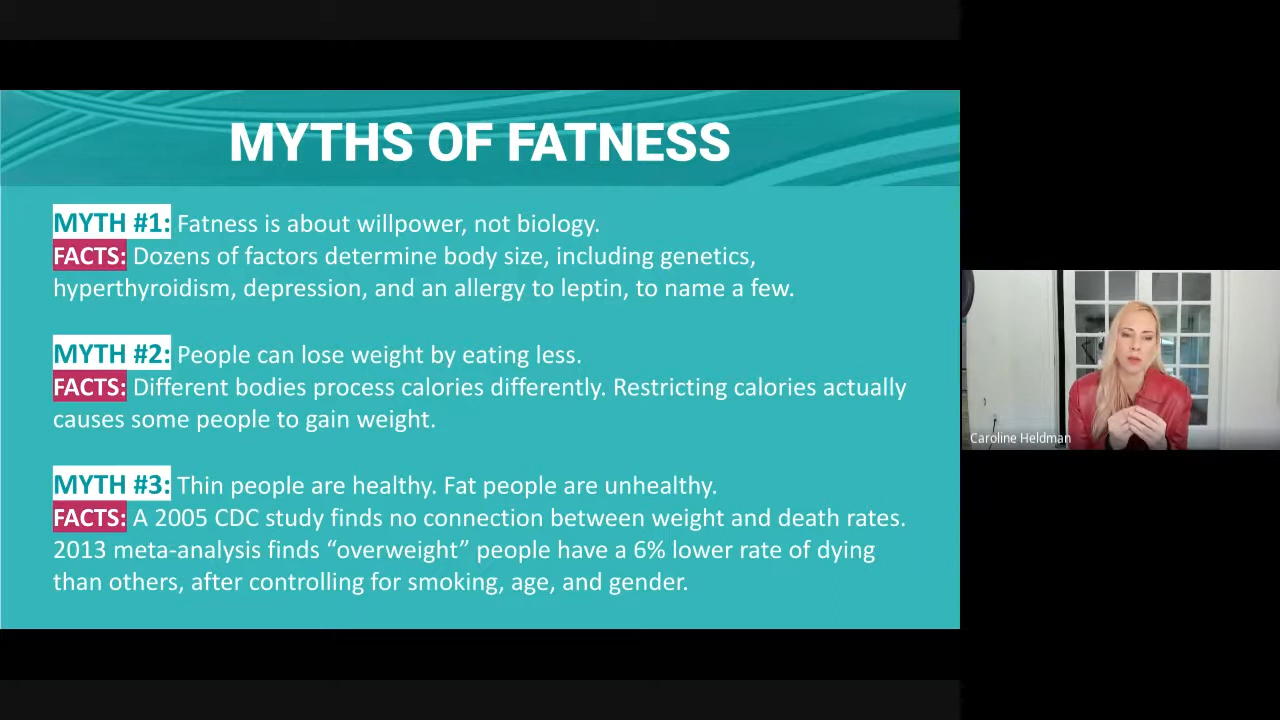 MYTHS OF FATNESS
MYTH #1: Fatness is about willpower, not biology.
FACTS: Dozens of factors determine body size, including genetics,
hyperthyroidism, depression, and an allergy to leptin, to name a few.
MYTH #2: People can lose weight by eating less.
FACTS: Different bodies process calories differently. Restricting calories actually
causes some people to gain weight.
MYTH #3: Thin people are healthy. Fat people are unhealthy.
FACTS: A 2005 CDC study finds no connection between weight and death rates.
2013 meta-analysis finds “overweight” people have a 6% lower rate of dying
than others, after controlling for smoking, age, and gender.
Caroline Heldman